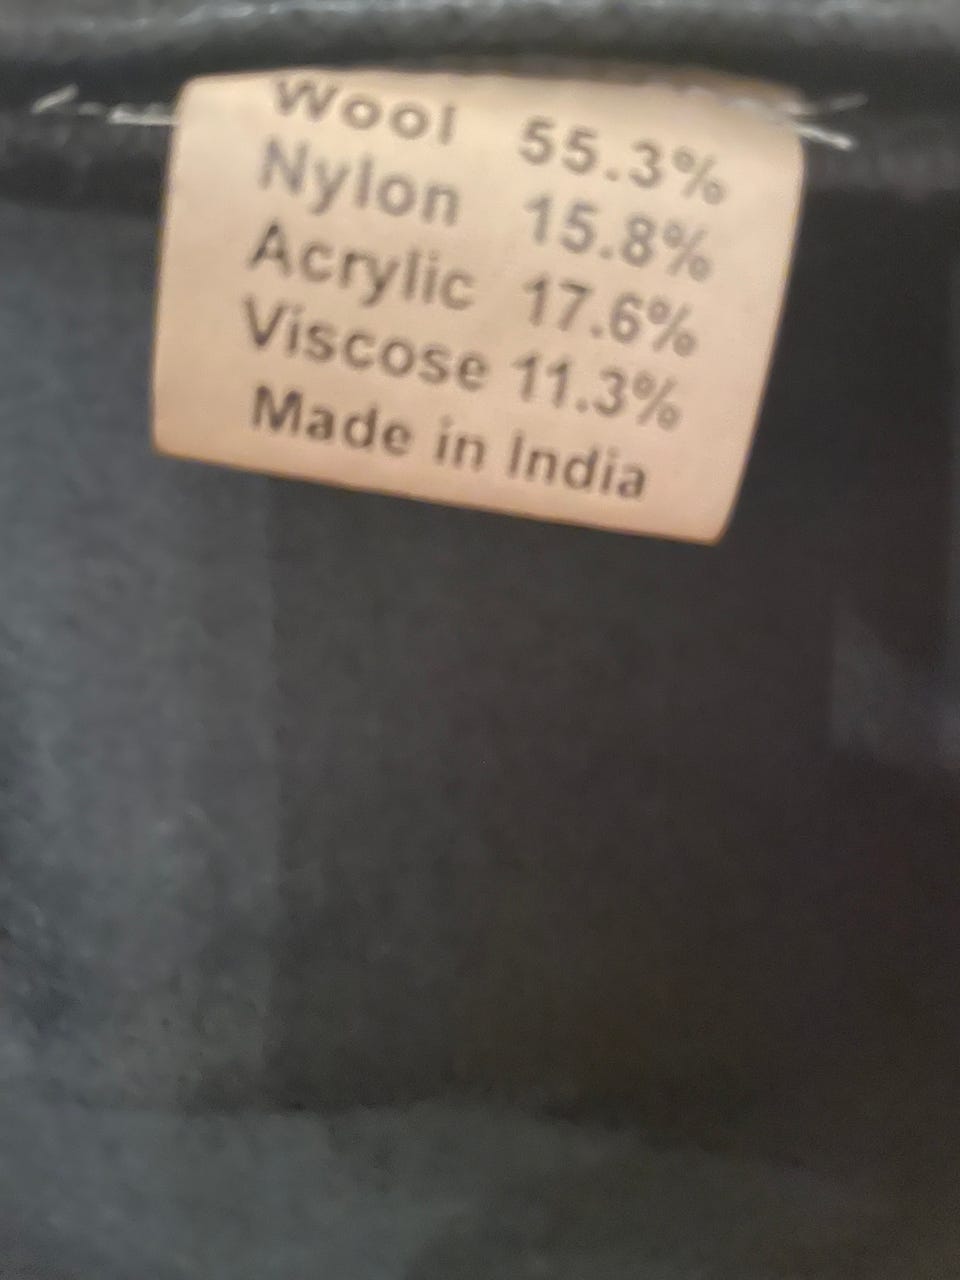 Wool 55.3%
Nylon 15.8%
Acrylic 17.6%
Viscose 11.3%
Made in India